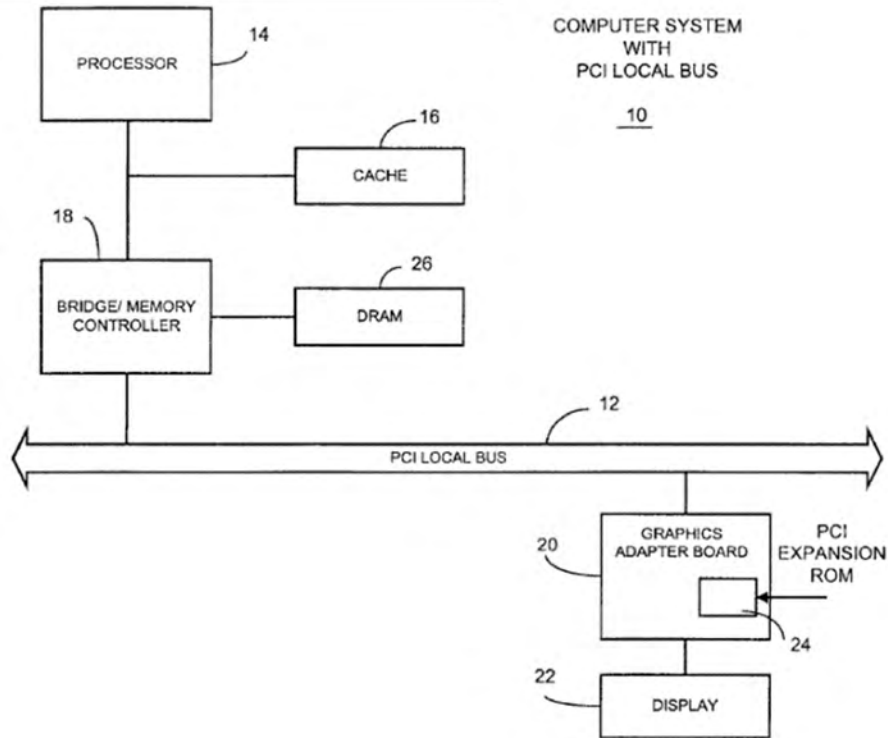 COMPUTER SYSTEM
WITH
PCI LOCAL BUS
10
14
PROCESSOR
16
CACHE
18
BRIDGE/ MEMORY
CONTROLLER
26
DRAM
12
PCI LOCAL BUS
20
GRAPHICS
ADAPTER BOARD
PCI
EXPANSION
ROM
24
22
DISPLAY